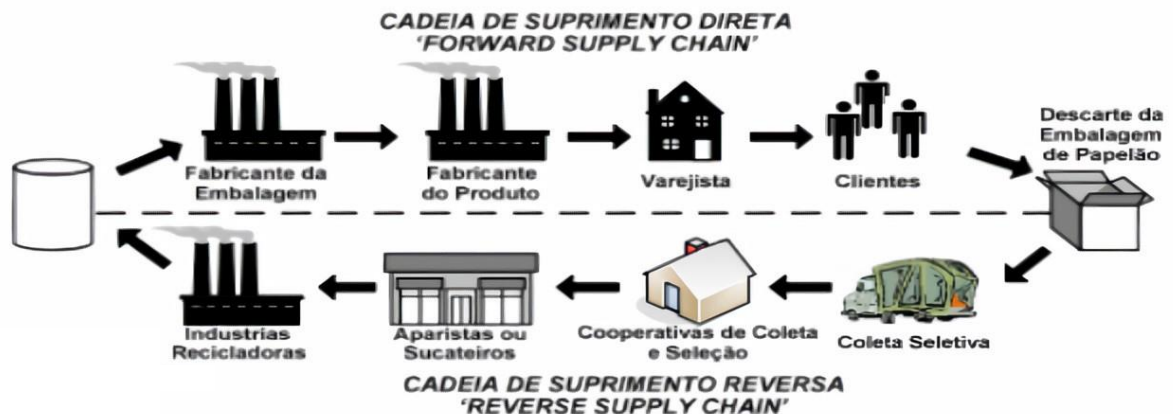 CADEIA DE SUPRIMENTO DIRETA
'FORWARD SUPPLY CHAIN'
Fabricante da
Embalagem
Fabricante
do Produto
Varejista
Clientes
Descarte da
Embalagem
de Papelão
Industrias
Recicladoras
Aparistas ou
Sucateiros
Cooperativas de Coleta
e Seleção
Coleta Seletiva
CADEIA DE SUPRIMENTO REVERSA
'REVERSE SUPPLY CHAIN'